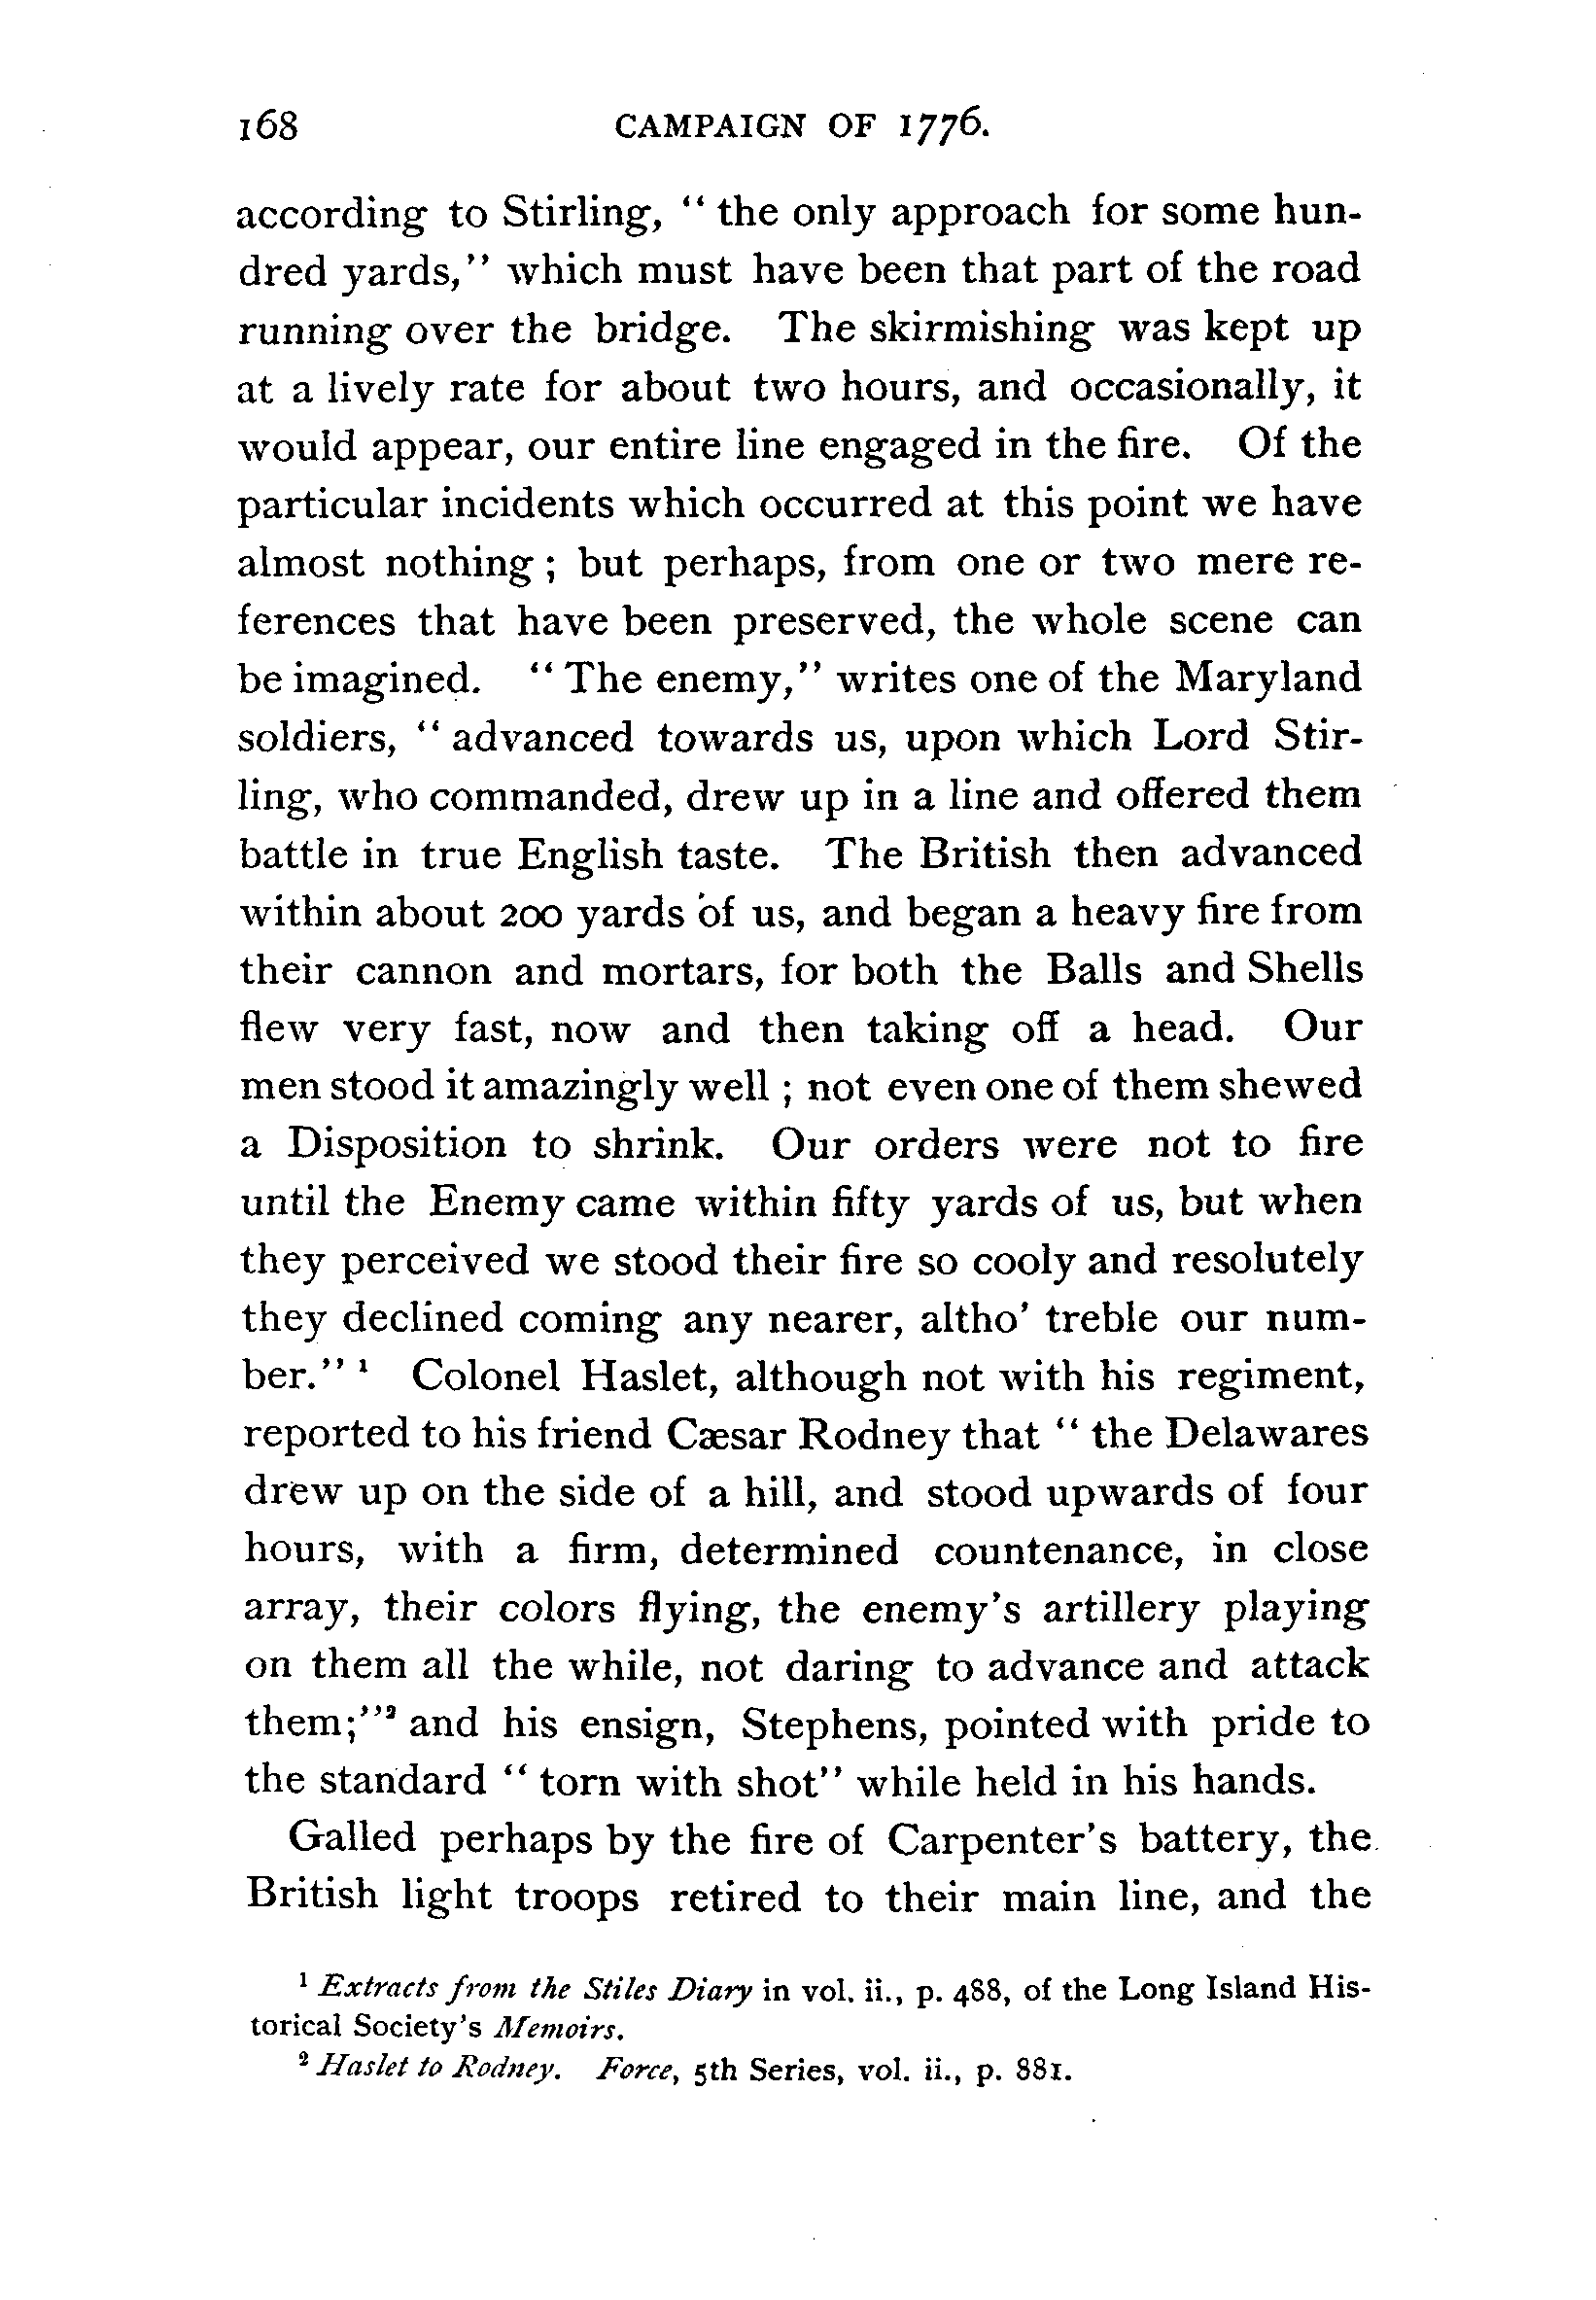 168 CAMPAIGN OF 1776.
according to Stirling, "the only approach for some hun-
dred yards," which must have been that part of the road
running over the bridge. The skirmishing was kept up
at a lively rate for about two hours, and occasionally, it
would appear, our entire line engaged in the fire. Of the
particular incidents which occurred at this point we have
almost nothing; but perhaps, from one or two mere re-
ferences that have been preserved, the whole scene can
be imagined. "The enemy," writes one of the Maryland
soldiers, "advanced towards us, upon which Lord Stir-
ling, who commanded, drew up in a line and offered them
battle in true English taste. The British then advanced
within about 200 yards of us, and began a heavy fire from
their cannon and mortars, for both the Balls and Shells
flew very fast, now and then taking off a head. Our
men stood it amazingly well; not even one of them shewed
a Disposition to shrink. Our orders were not to fire
until the Enemy came within fifty yards of us, but when
they perceived we stood their fire so cooly and resolutely
they declined coming any nearer, altho' treble our num-
ber." ¹ Colonel Haslet, although not with his regiment,
reported to his friend Cæsar Rodney that "the Delawares
drew up on the side of a hill, and stood upwards of four
hours, with a firm, determined countenance, in close
array, their colors flying, the enemy's artillery playing
on them all the while, not daring to advance and attack
them;"² and his ensign, Stephens, pointed with pride to
the standard "torn with shot" while held in his hands.
Galled perhaps by the fire of Carpenter's battery, the
British light troops retired to their main line, and the
¹ Extracts from the Stiles Diary in vol. ii., p. 488, of the Long Island His-
torical Society's Memoirs.
² Haslet to Rodney. Force, 5th Series, vol. ii., p. 881.